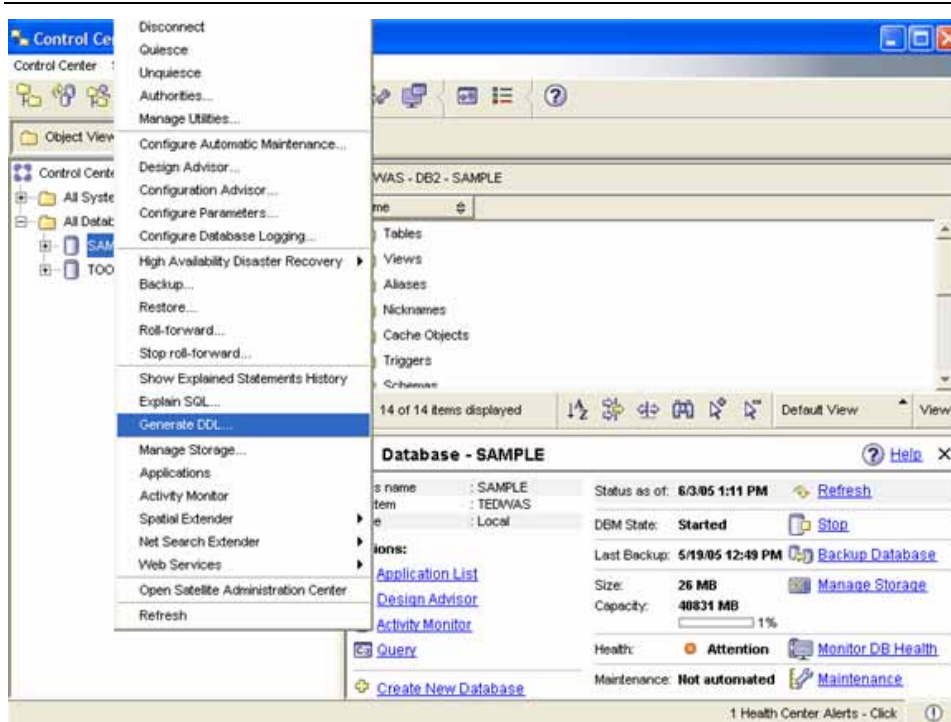 Control Ce
Control Center
Object View
Control Cente
All Syste
All Datab
SAM
TOO
Disconnect
Quiesce
Unquiesce
Authorities...
Manage Utilities...
Configure Automatic Maintenance...
Design Advisor...
Configuration Advisor...
Configure Parameters...
Configure Database Logging...
High Availability Disaster Recovery
Backup...
Restore...
Roll-forward...
Stop roll-forward...
Show Explained Statements History
Explain SQL...
Generate DDL...
Manage Storage...
Applications
Activity Monitor
Spatial Extender
Net Search Extender
Web Services
Open Satellite Administration Center
Refresh
WAS - DB2 - SAMPLE
me
Tables
Views
Aliases
Nicknames
Cache Objects
Triggers
Schemas
14 of 14 items displayed
Default View
View
Database - SAMPLE
Help
s name : SAMPLE
tem : TEDWAS
e : Local
ions:
Application List
Design Advisor
Activity Monitor
Query
Create New Database
Status as of: 6/3/05 1:11 PM Refresh
DBM State: Started Stop
Last Backup: 5/19/05 12:49 PM Backup Database
Size: 26 MB Manage Storage
Capacity: 40831 MB
1%
Health: Attention Monitor DB Health
Maintenance: Not automated Maintenance
1 Health Center Alerts - Click